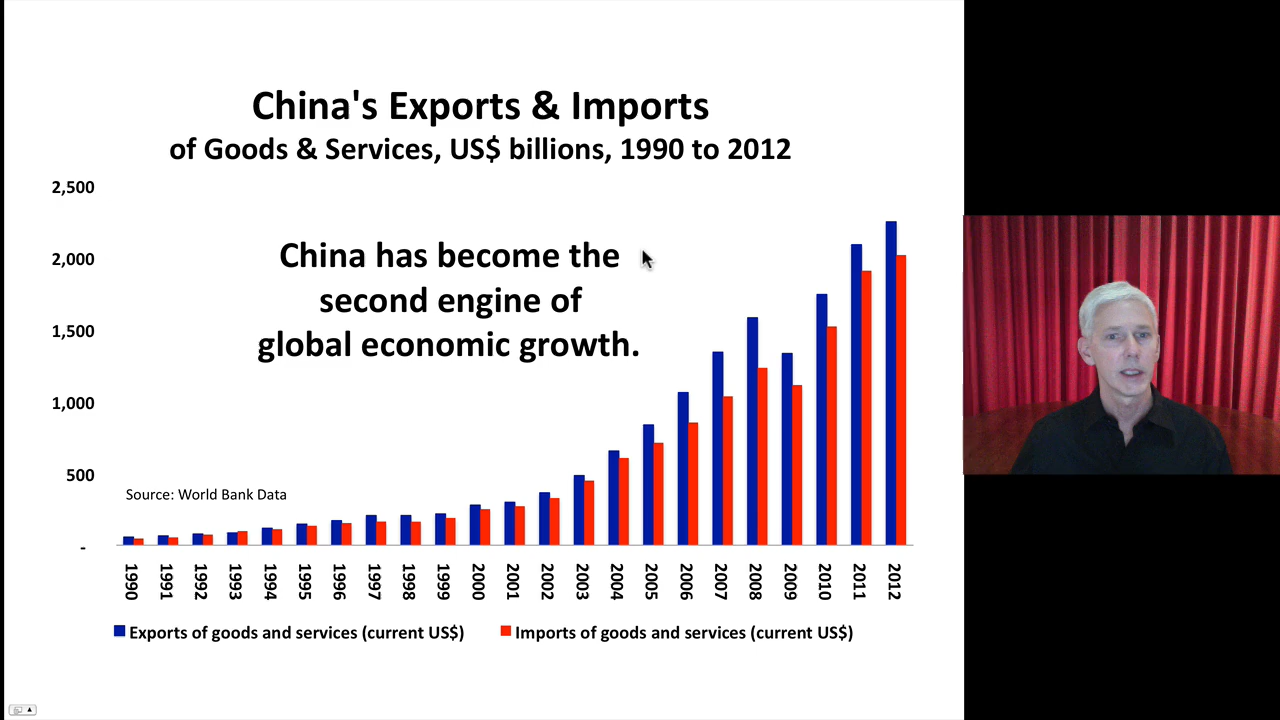 China's Exports & Imports
of Goods & Services, US$ billions, 1990 to 2012
2,500
2,000
1,500
1,000
500
-
China has become the
second engine of
global economic growth.
Source: World Bank Data
1990 1991 1992 1993 1994 1995 1996 1997 1998 1999 2000 2001 2002 2003 2004 2005 2006 2007 2008 2009 2010 2011 2012
Exports of goods and services (current US$) Imports of goods and services (current US$)